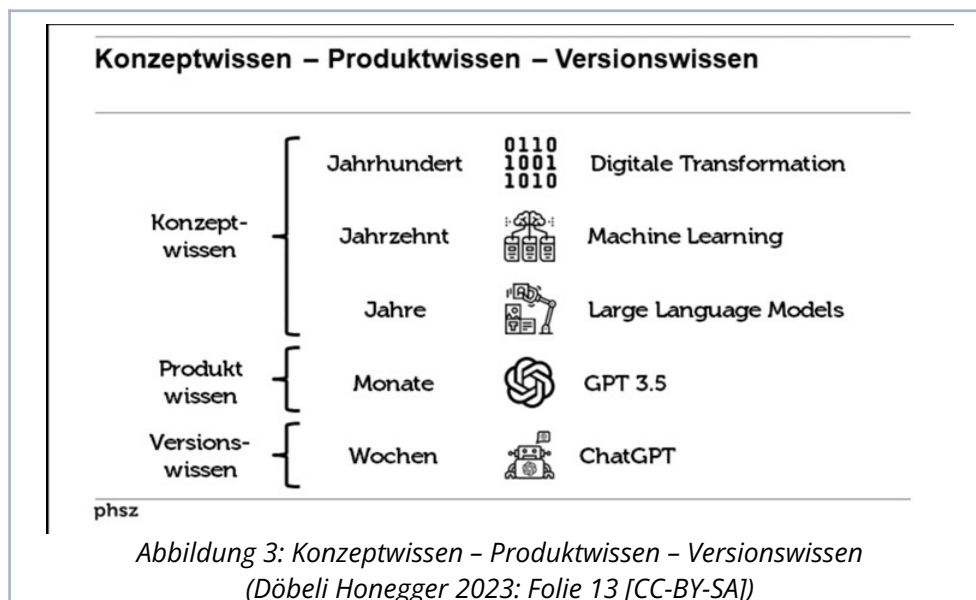 Konzeptwissen – Produktwissen – Versionswissen
Konzept-
wissen
Jahrhundert
0110
1001
1010
Digitale Transformation
Jahrzehnt
Machine Learning
Jahre
Large Language Models
Produkt
wissen
Monate
GPT 3.5
Versions-
wissen
Wochen
ChatGPT
phsz
Abbildung 3: Konzeptwissen – Produktwissen – Versionswissen
(Döbeli Honegger 2023: Folie 13 [CC-BY-SA])